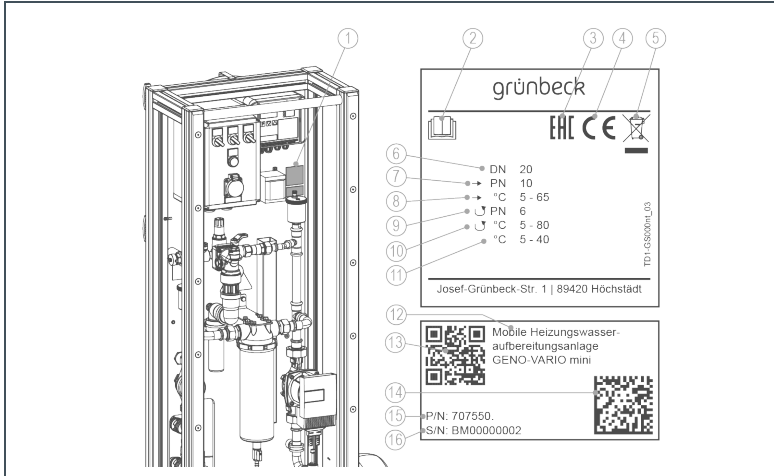 1
2
3
4
5
grünbeck
EAC CE
6 DN 20
7 → PN 10
8 → °C 5 - 65
9 PN 6
10 °C 5 - 80
11 °C 5 - 40
TD1-GS000nt_03
Josef-Grünbeck-Str. 1 | 89420 Höchstädt
12
13
Mobile Heizungswasser-
aufbereitungsanlage
GENO-VARIO mini
14
15 P/N: 707550.
16 S/N: BM00000002